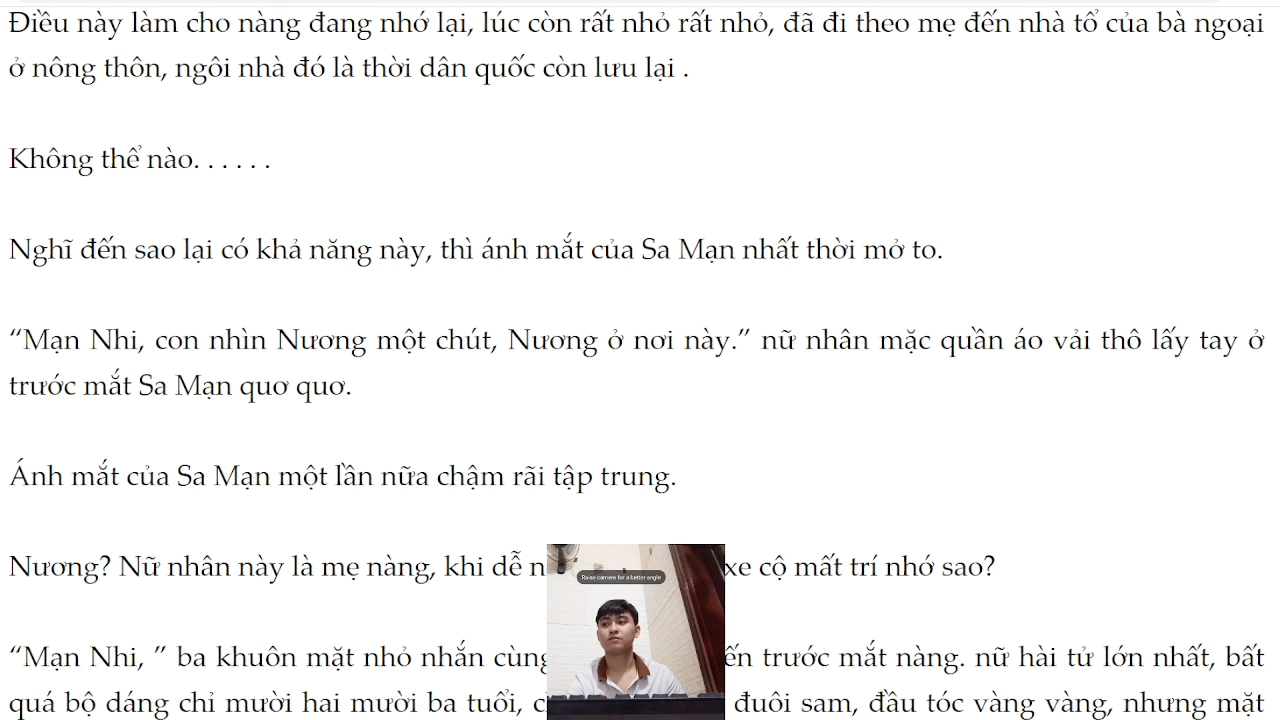 Điều này làm cho nàng đang nhớ lại, lúc còn rất nhỏ rất nhỏ, đã đi theo mẹ đến nhà tổ của bà ngoại
ở nông thôn, ngôi nhà đó là thời dân quốc còn lưu lại .
Không thể nào. . . . . .
Nghĩ đến sao lại có khả năng này, thì ánh mắt của Sa Mạn nhất thời mở to.
“Mạn Nhi, con nhìn Nương một chút, Nương ở nơi này.” nữ nhân mặc quần áo vải thô lấy tay ở
trước mắt Sa Mạn quơ quơ.
Ánh mắt của Sa Mạn một lần nữa chậm rãi tập trung.
Nương? Nữ nhân này là mẹ nàng, khi dễ n xe cộ mất trí nhớ sao?
Raise camera for a better angle
“Mạn Nhi, ” ba khuôn mặt nhỏ nhắn cùng ến trước mắt nàng. nữ hài tử lớn nhất, bất
quá bộ dáng chỉ mười hai mười ba tuổi, c đuôi sam, đầu tóc vàng vàng, nhưng mặt